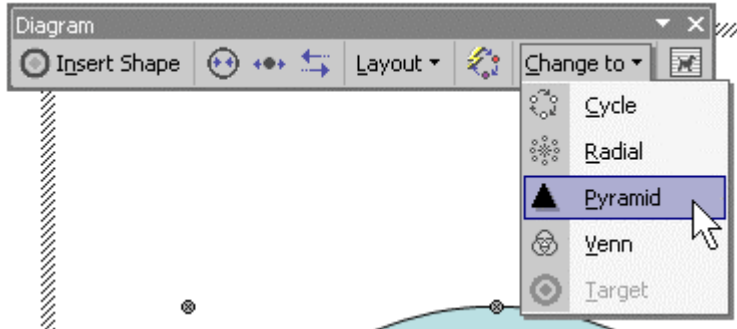 Diagram
Insert Shape Layout Change to
Cycle
Radial
Pyramid
Venn
Target